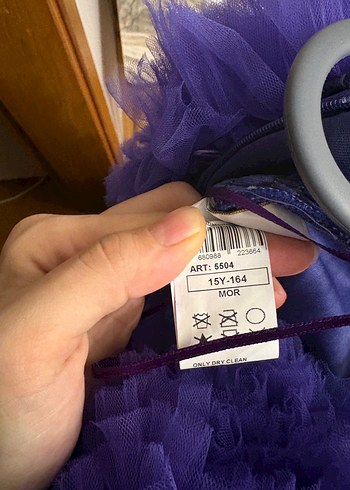 680988 223664
ART: 5504
15Y-164
MOR
ONLY DRY CLEAN